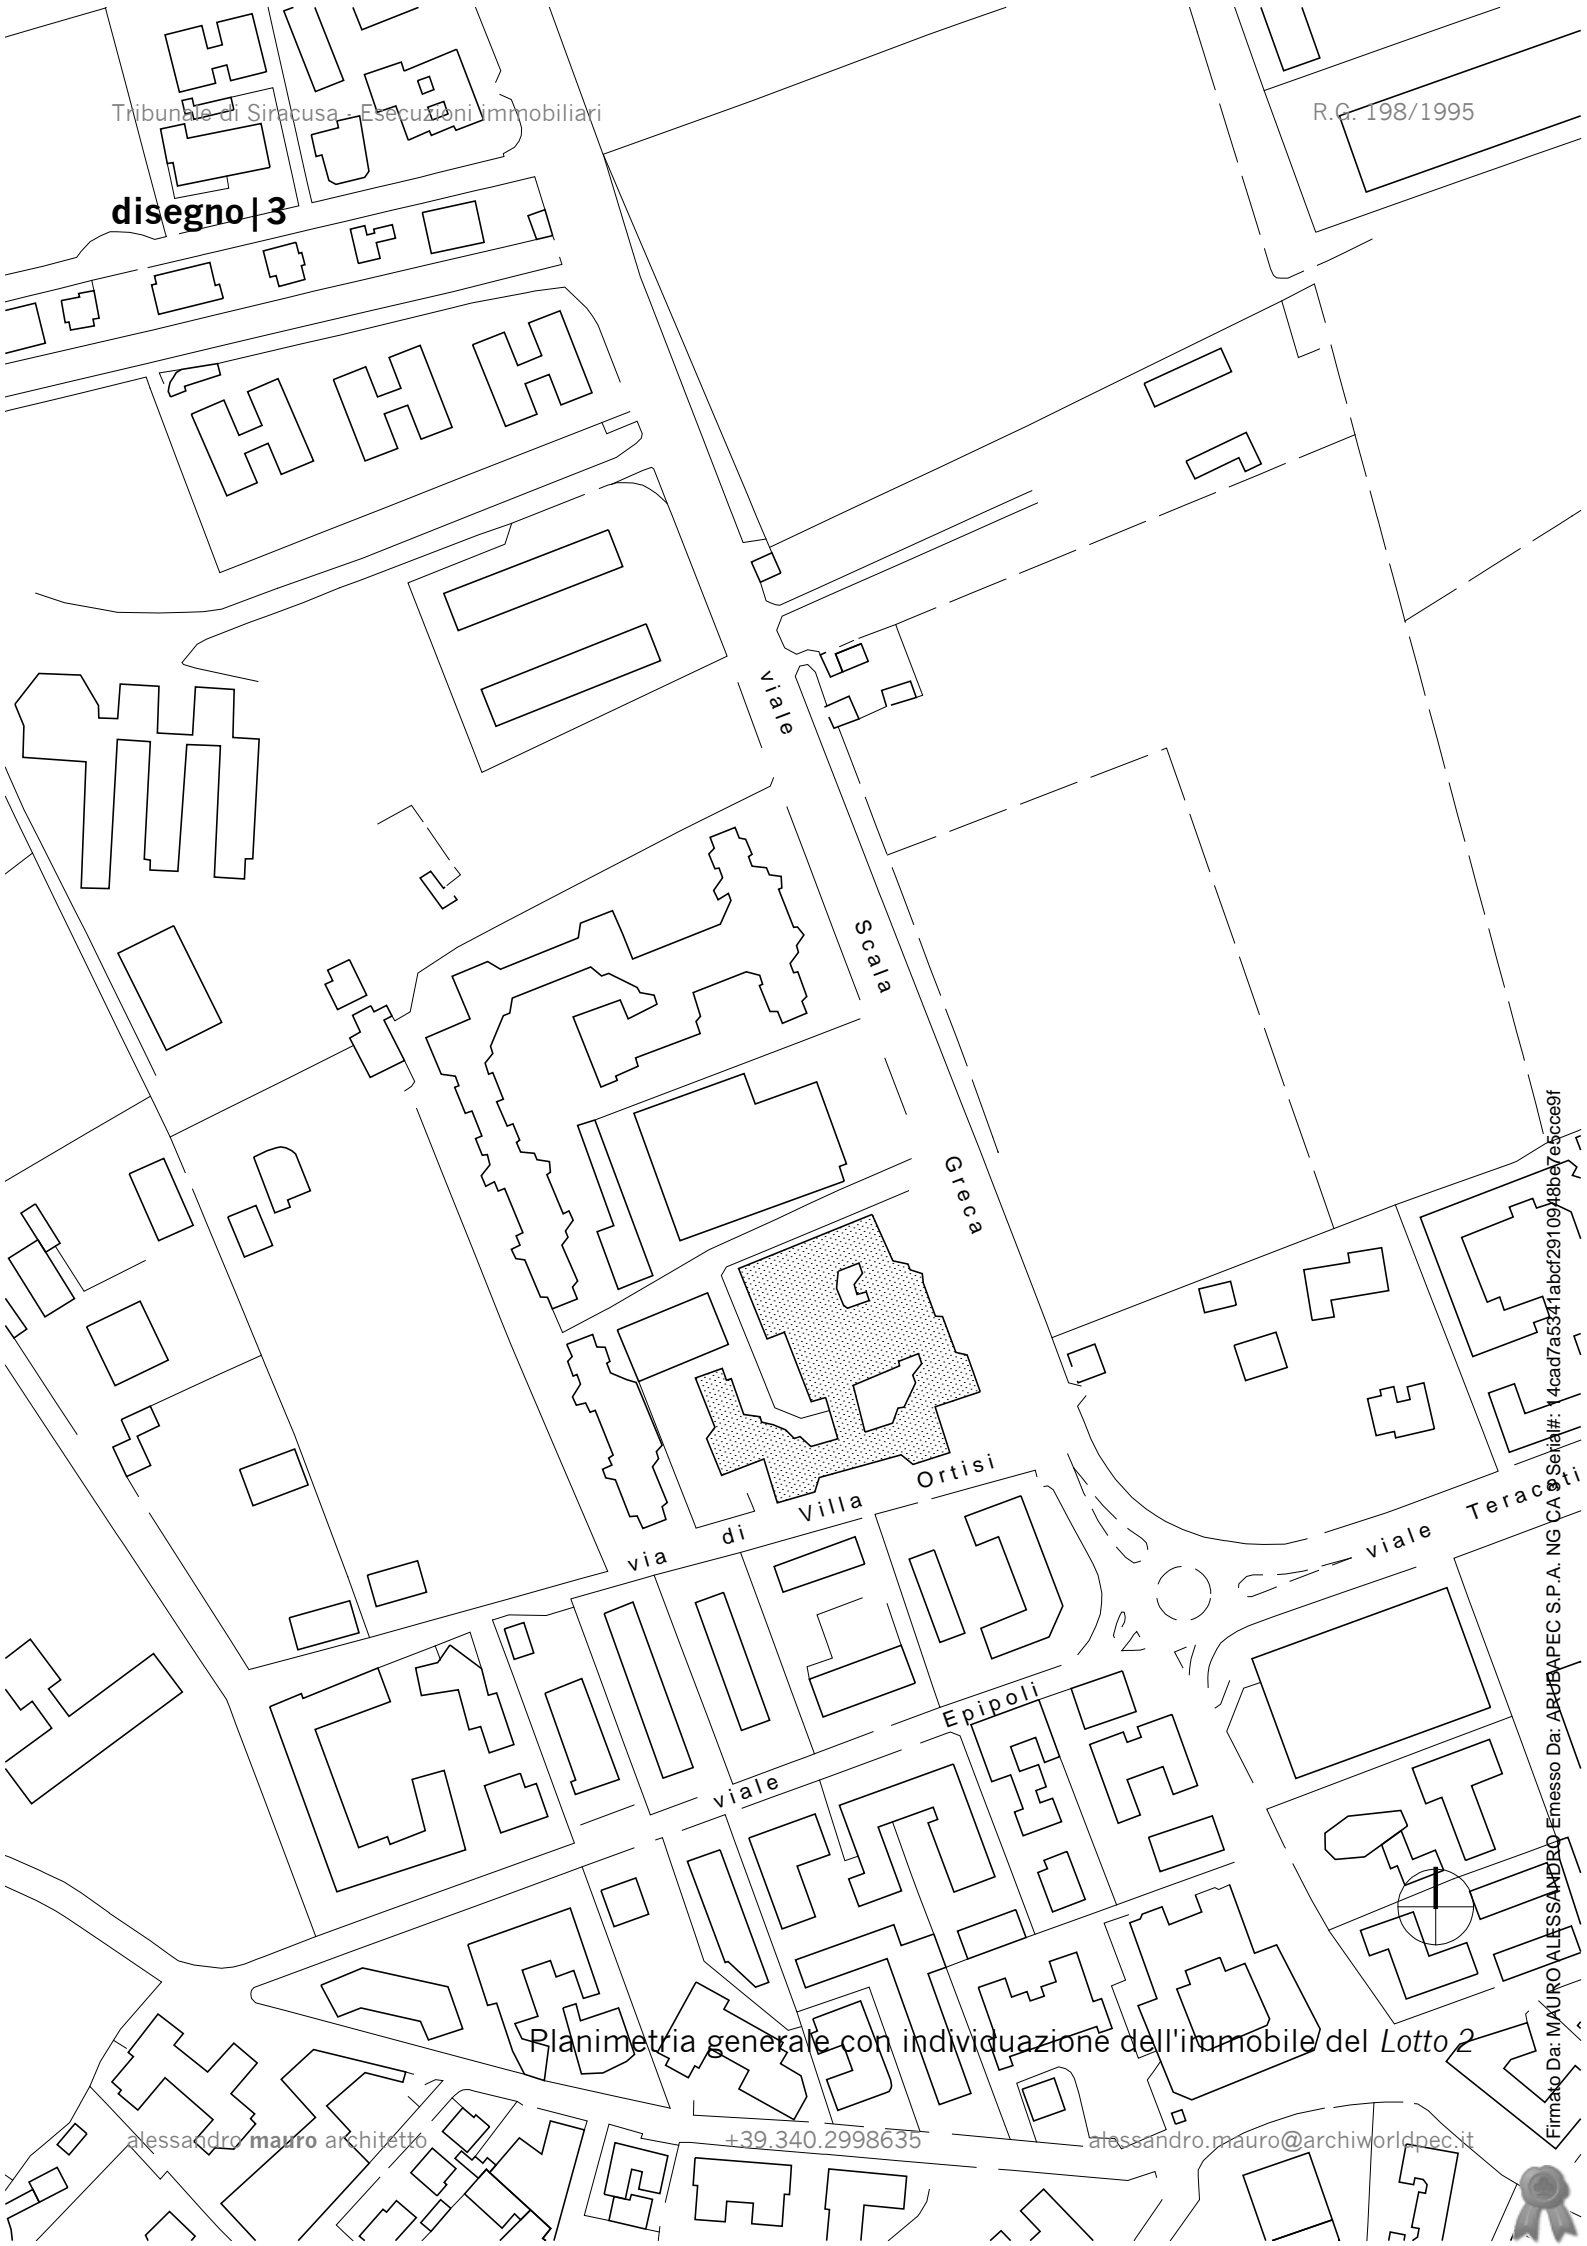 Tribunale di Siracusa - Esecuzioni immobiliari
R.G. 198/1995
disegno|3
viale Scala Greca
via di Villa Ortisi
viale Teracati
viale Epipoli
Planimetria generale con individuazione dell'immobile del Lotto 2
alessandro mauro architetto
+39.340.2998635
alessandro.mauro@archiworldpec.it
Firmato Da: MAURO ALESSANDRO Emesso Da: ARUBAPEC S.P.A. NG CA 3 Serial#: 14cad7a5341abcf2910948be7e5cce9f